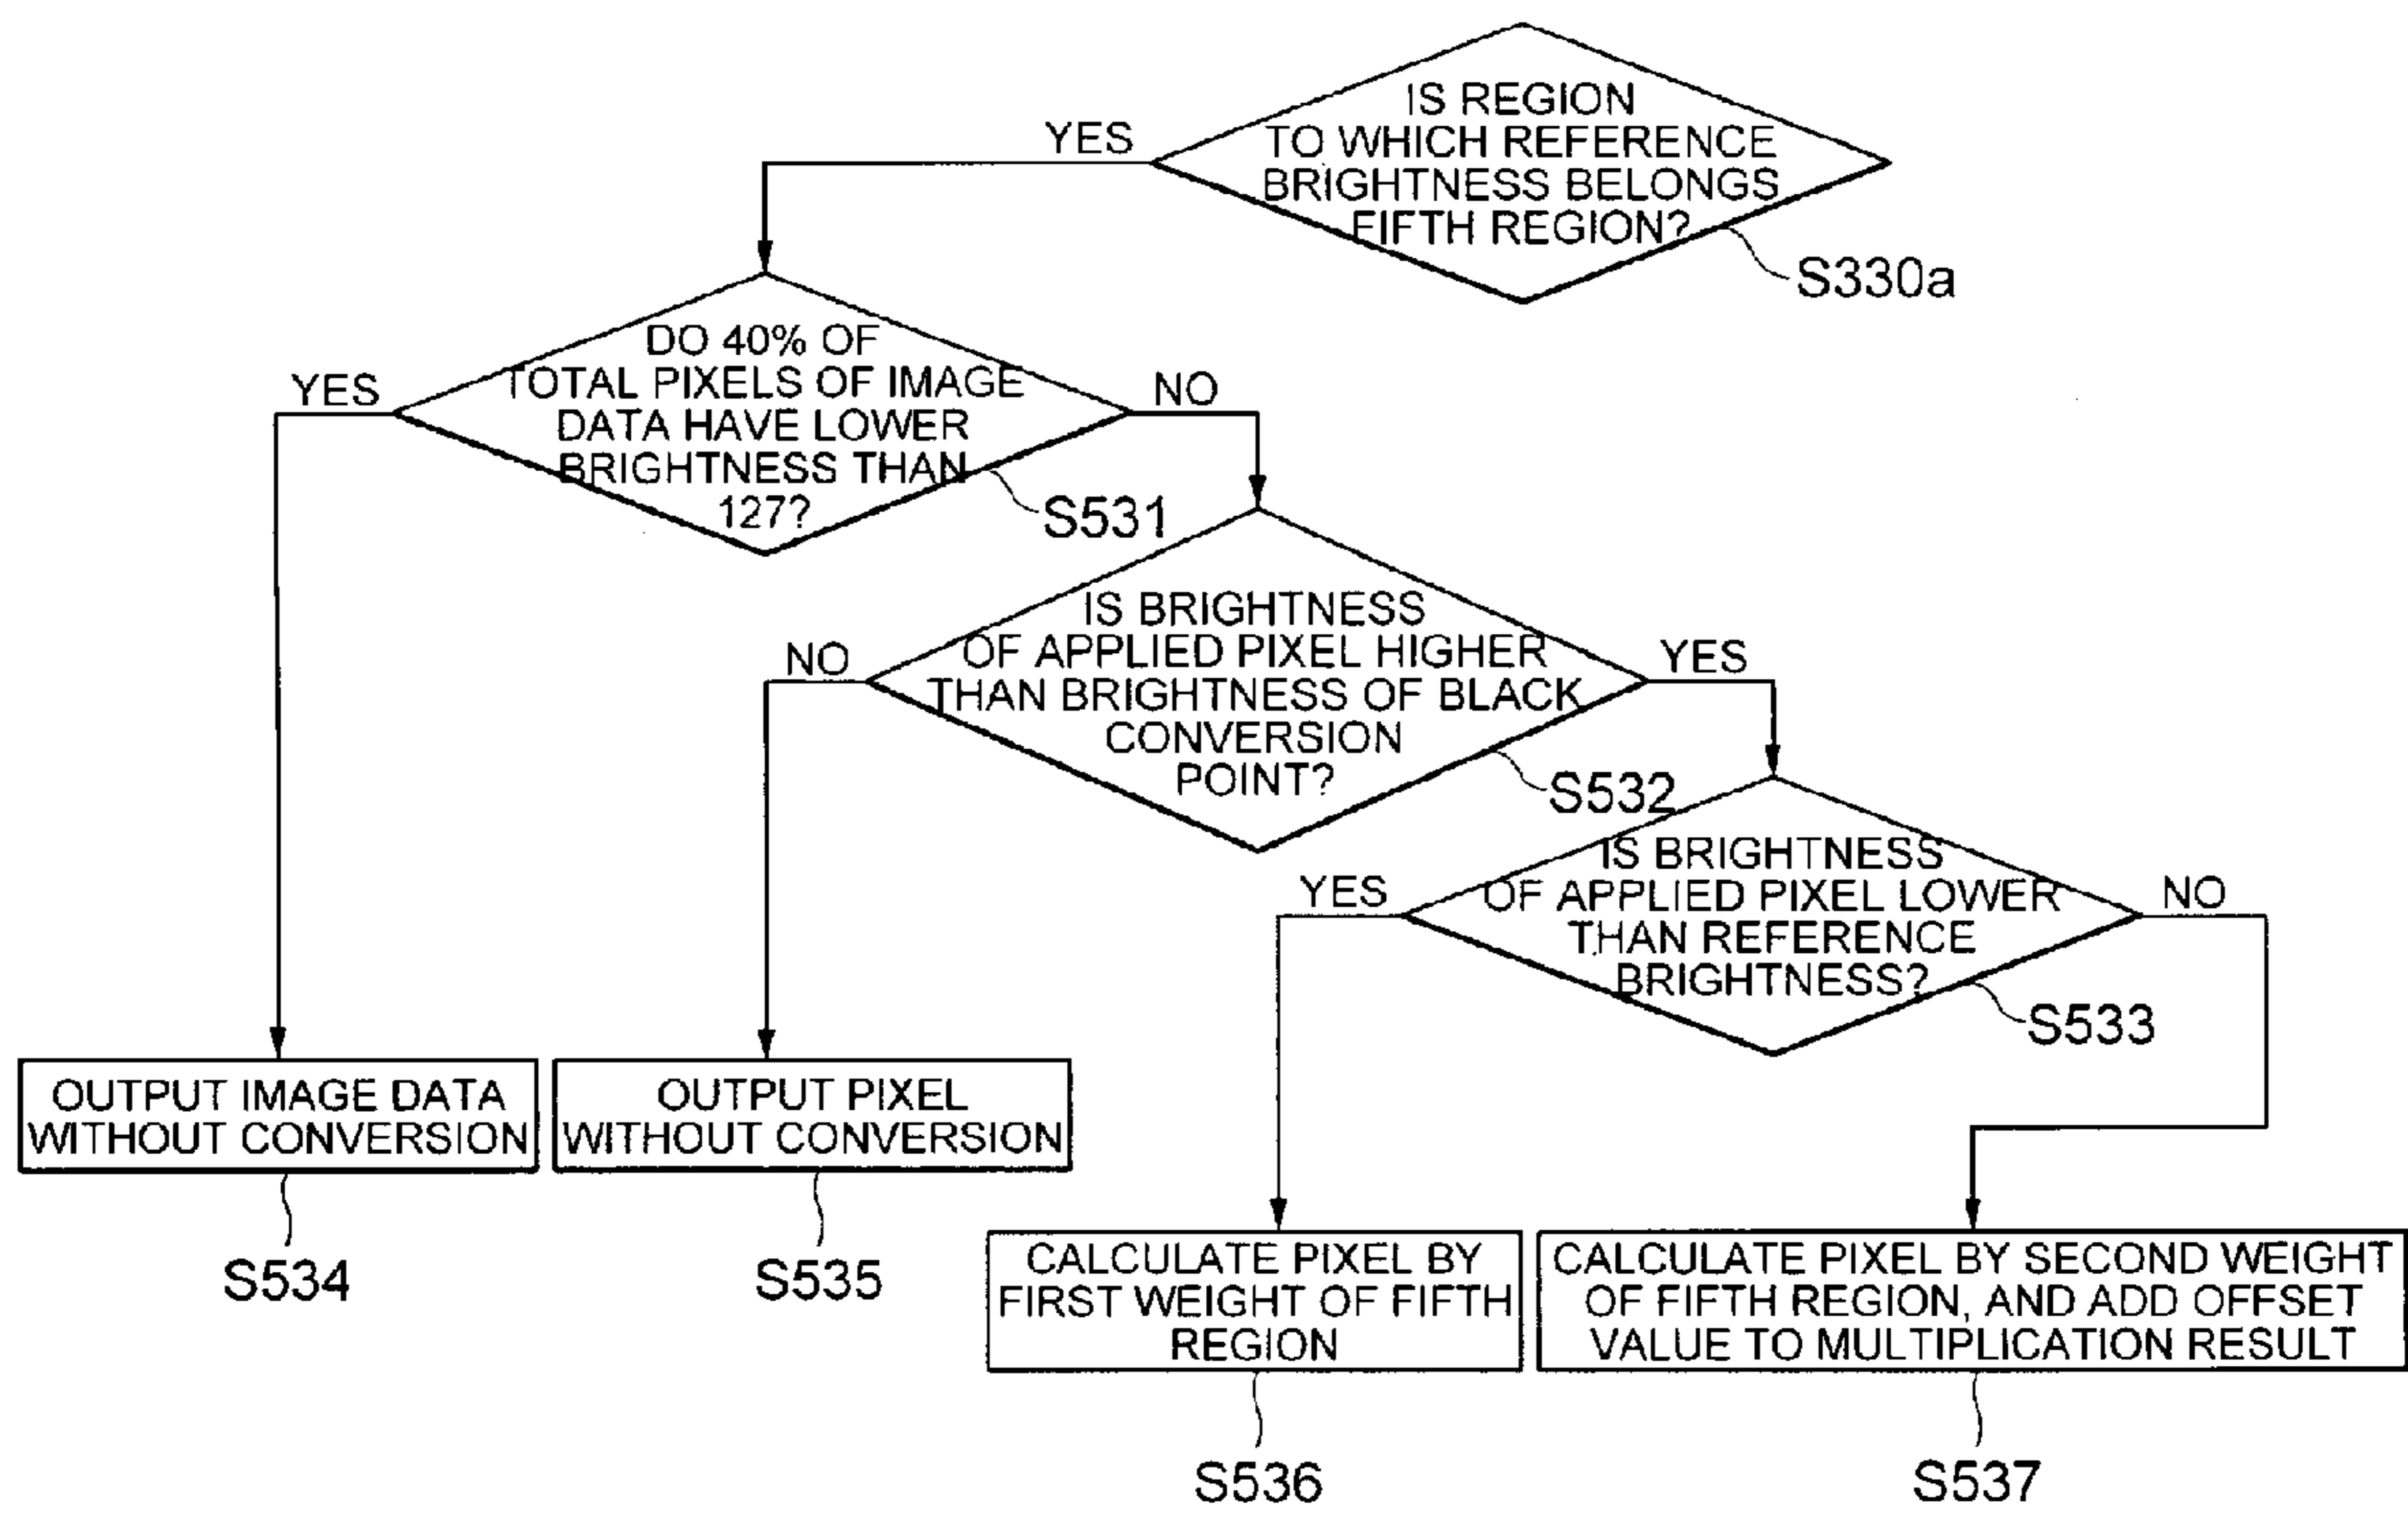 IS REGION
TO WHICH REFERENCE
BRIGHTNESS BELONGS
FIFTH REGION?
YES
S330a
DO 40% OF
TOTAL PIXELS OF IMAGE
DATA HAVE LOWER
BRIGHTNESS THAN
127?
YES
NO
S531
IS BRIGHTNESS
OF APPLIED PIXEL HIGHER
THAN BRIGHTNESS OF BLACK
CONVERSION
POINT?
NO
YES
S532
IS BRIGHTNESS
OF APPLIED PIXEL LOWER
THAN REFERENCE
BRIGHTNESS?
YES
NO
S533
OUTPUT IMAGE DATA
WITHOUT CONVERSION
S534
OUTPUT PIXEL
WITHOUT CONVERSION
S535
CALCULATE PIXEL BY
FIRST WEIGHT OF FIFTH
REGION
S536
CALCULATE PIXEL BY SECOND WEIGHT
OF FIFTH REGION, AND ADD OFFSET
VALUE TO MULTIPLICATION RESULT
S537